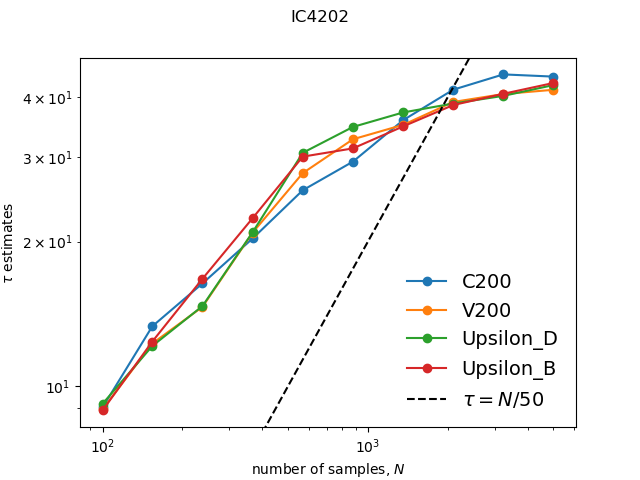 IC4202
τ estimates
4 × 10¹
3 × 10¹
2 × 10¹
10¹
10²
10³
number of samples, N
C200
V200
Upsilon_D
Upsilon_B
τ = N/50